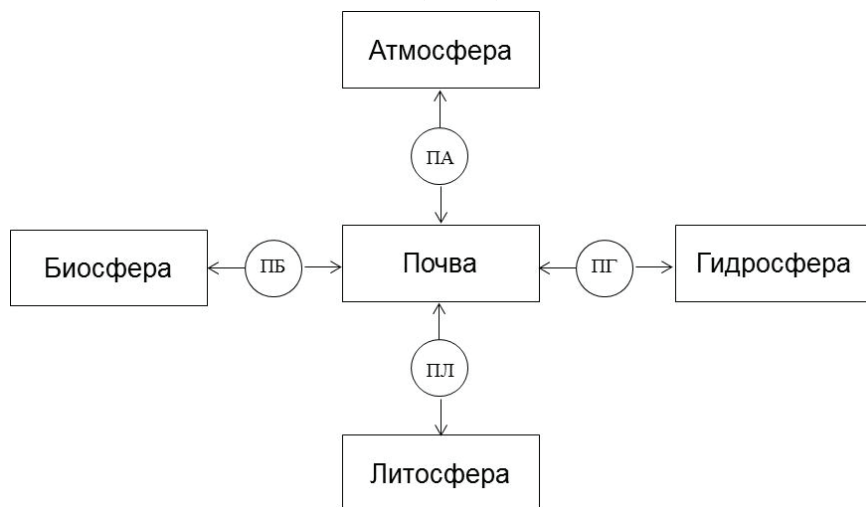 Атмосфера
ПА
Биосфера
ПБ
Почва
ПГ
Гидросфера
ПЛ
Литосфера